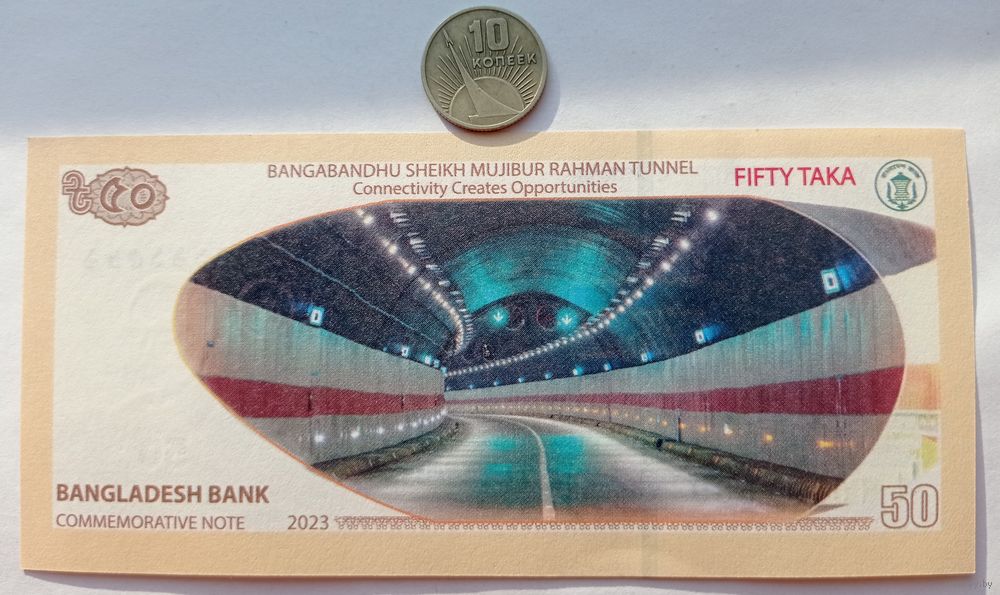 10
КОПЕЕК
BANGABANDHU SHEIKH MUJIBUR RAHMAN TUNNEL
Connectivity Creates Opportunities
FIFTY TAKA
৳৫০
BANGLADESH BANK
COMMEMORATIVE NOTE 2023
50